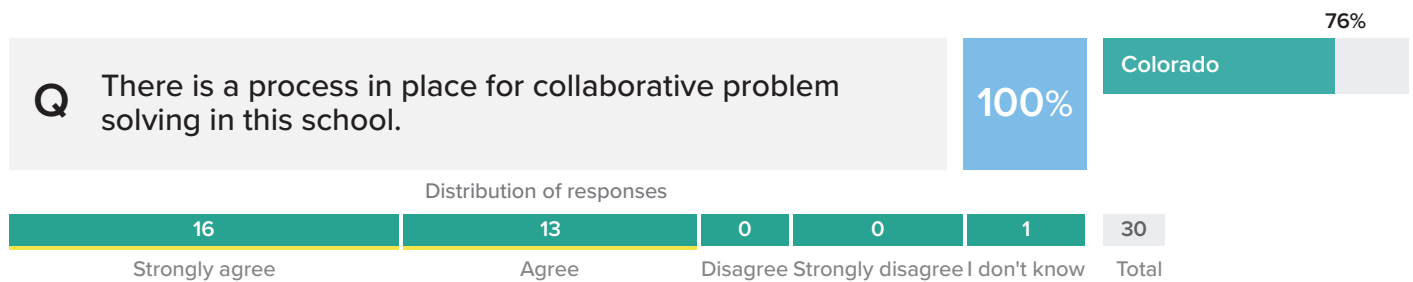 76%
Q
There is a process in place for collaborative problem
solving in this school.
100%
Colorado
Distribution of responses
16 13 0 0 1 30
Strongly agree Agree Disagree Strongly disagree I don't know Total